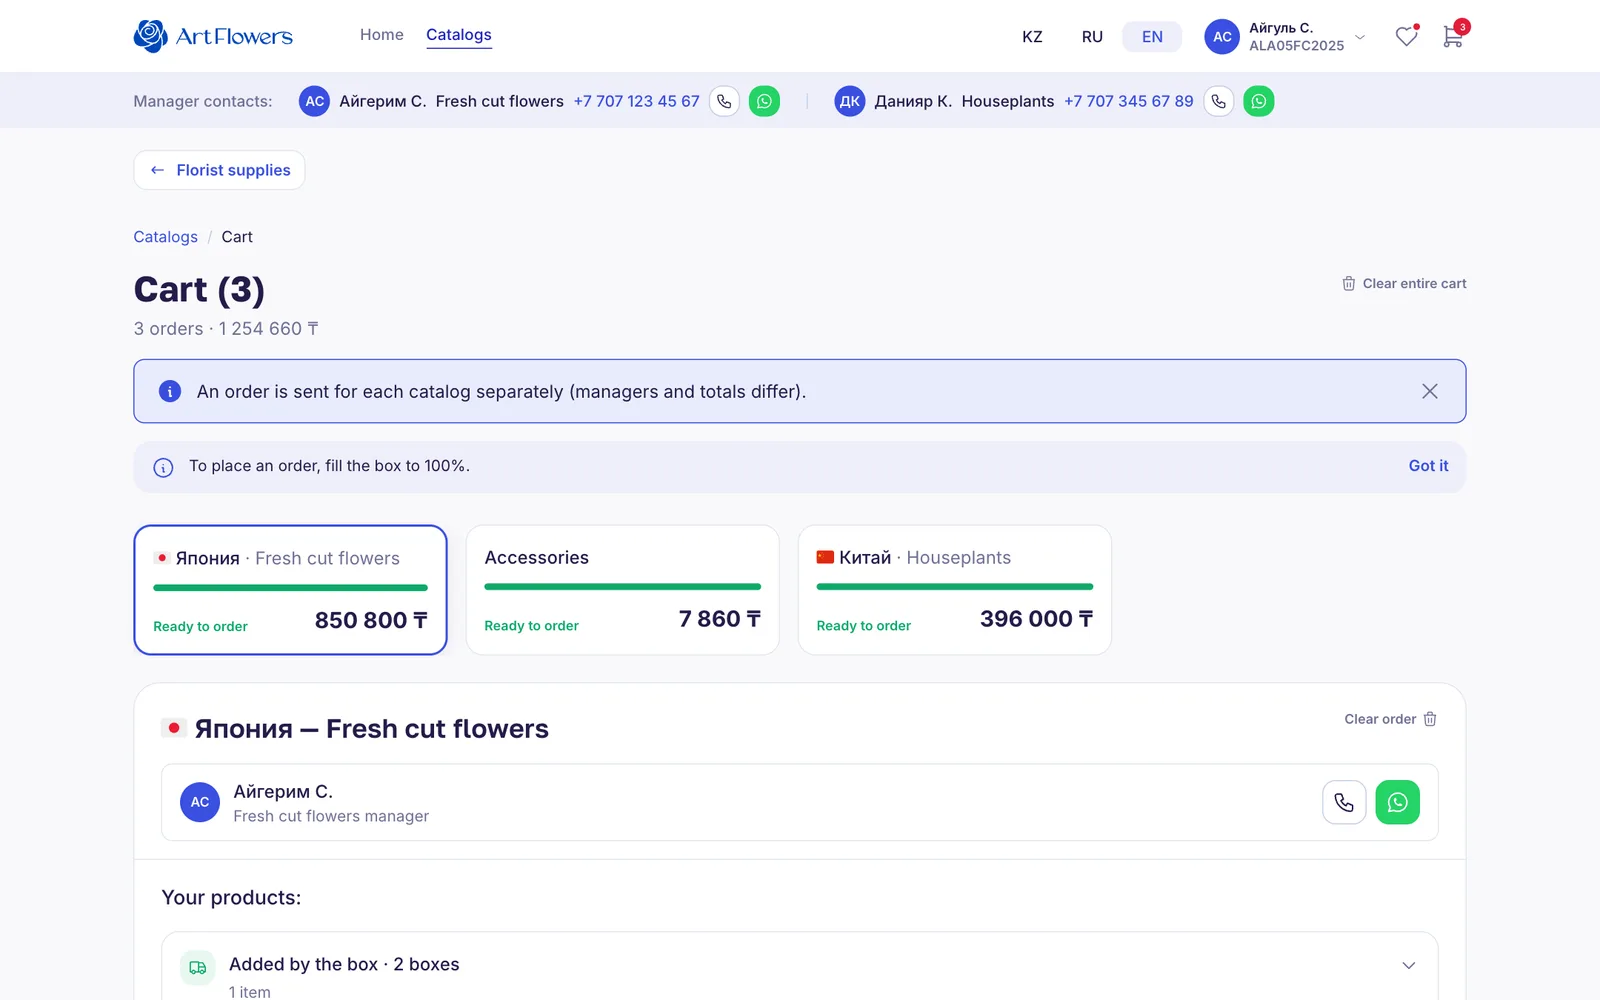 ArtFlowers
Home
Catalogs
KZ
RU
EN
АС
Айгуль С.
ALA05FC2025
3
Manager contacts:
АС
Айгерим С.
Fresh cut flowers
+7 707 123 45 67
ДК
Данияр К.
Houseplants
+7 707 345 67 89
← Florist supplies
Catalogs / Cart
Cart (3)
Clear entire cart
3 orders · 1 254 660 ₸
An order is sent for each catalog separately (managers and totals differ).
To place an order, fill the box to 100%.
Got it
Япония · Fresh cut flowers
Ready to order
850 800 ₸
Accessories
Ready to order
7 860 ₸
Китай · Houseplants
Ready to order
396 000 ₸
Япония — Fresh cut flowers
Clear order
АС
Айгерим С.
Fresh cut flowers manager
Your products:
Added by the box · 2 boxes
1 item